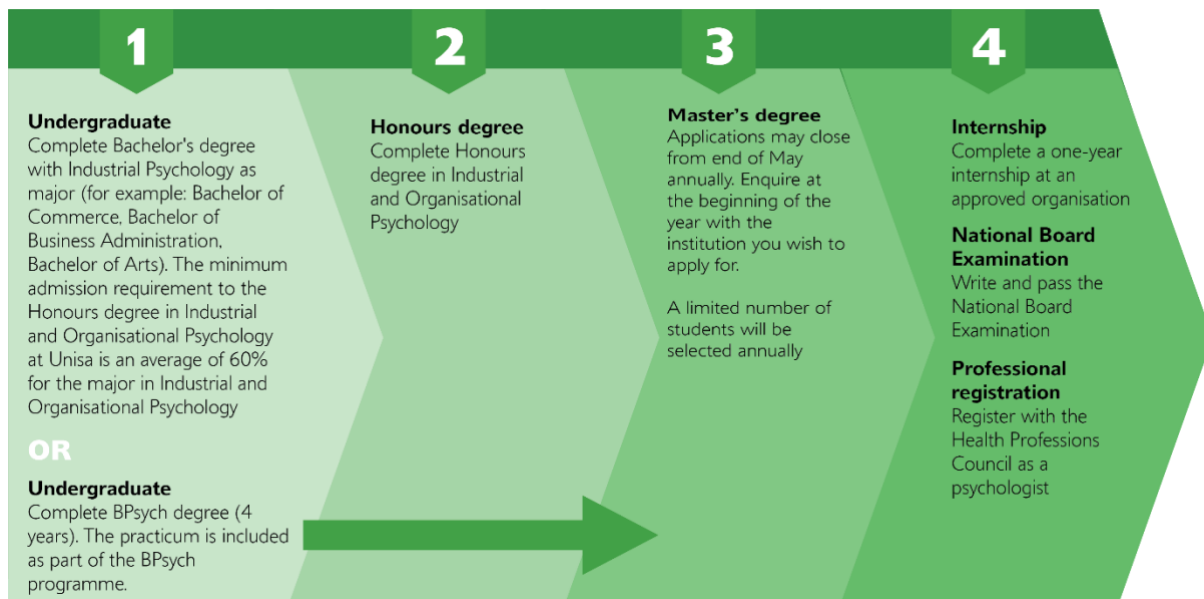 1
Undergraduate
Complete Bachelor's degree
with Industrial Psychology as
major (for example: Bachelor of
Commerce, Bachelor of
Business Administration,
Bachelor of Arts). The minimum
admission requirement to the
Honours degree in Industrial
and Organisational Psychology
at Unisa is an average of 60%
for the major in Industrial and
Organisational Psychology
OR
Undergraduate
Complete BPsych degree (4
years). The practicum is included
as part of the BPsych
programme.
2
Honours degree
Complete Honours
degree in Industrial
and Organisational
Psychology
3
Master's degree
Applications may close
from end of May
annually. Enquire at
the beginning of the
year with the
institution you wish to
apply for.
A limited number of
students will be
selected annually
4
Internship
Complete a one-year
internship at an
approved organisation
National Board
Examination
Write and pass the
National Board
Examination
Professional
registration
Register with the
Health Professions
Council as a
psychologist